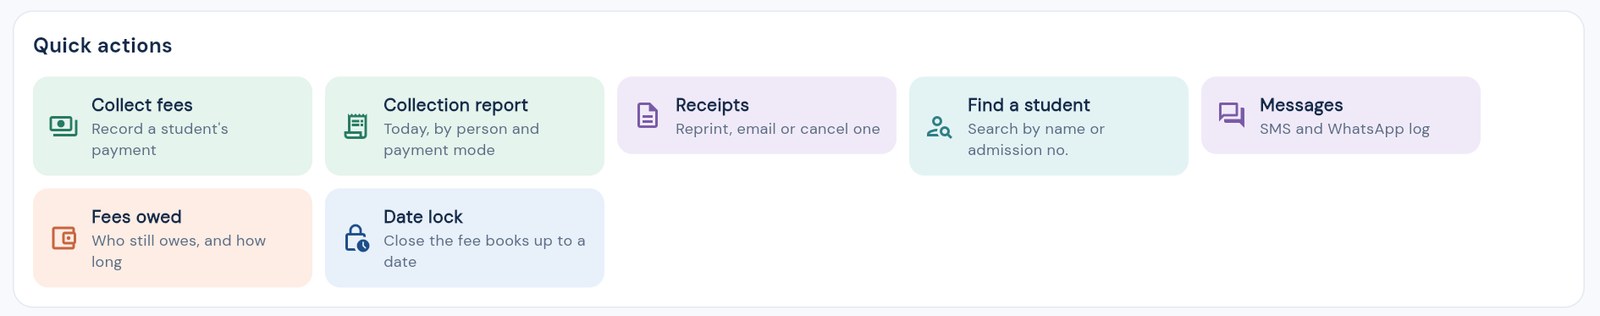 Quick actions
Collect fees
Record a student's
payment
Collection report
Today, by person and
payment mode
Receipts
Reprint, email or cancel one
Find a student
Search by name or
admission no.
Messages
SMS and WhatsApp log
Fees owed
Who still owes, and how
long
Date lock
Close the fee books up to a
date